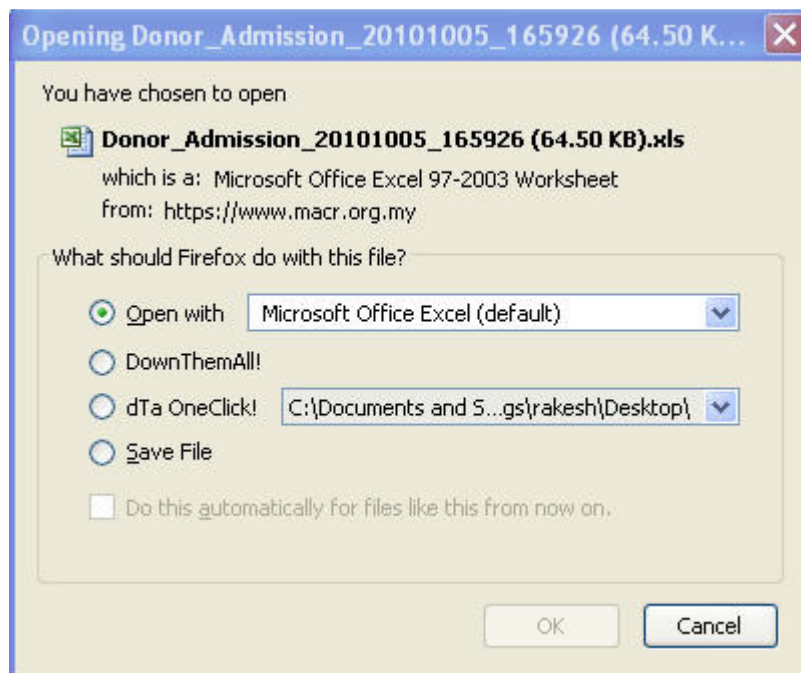 Opening Donor_Admission_20101005_165926 (64.50 K...
You have chosen to open
Donor_Admission_20101005_165926 (64.50 KB).xls
which is a: Microsoft Office Excel 97-2003 Worksheet
from: https://www.macr.org.my
What should Firefox do with this file?
Open with Microsoft Office Excel (default)
DownThemAll!
dTa OneClick! C:\Documents and S...gs\rakesh\Desktop\
Save File
Do this automatically for files like this from now on.
OK Cancel